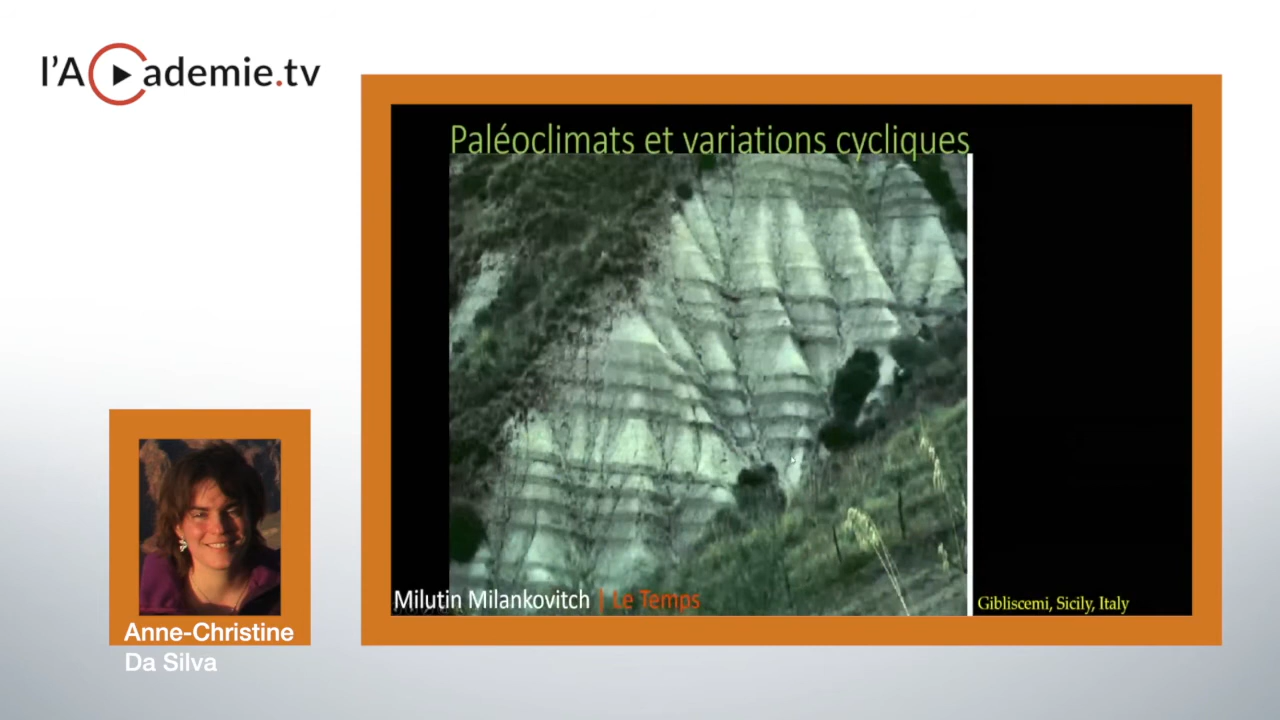 l'Academie.tv
Paléoclimats et variations cycliques
Milutin Milankovitch | Le Temps
Gibliscemi, Sicily, Italy
Anne-Christine
Da Silva